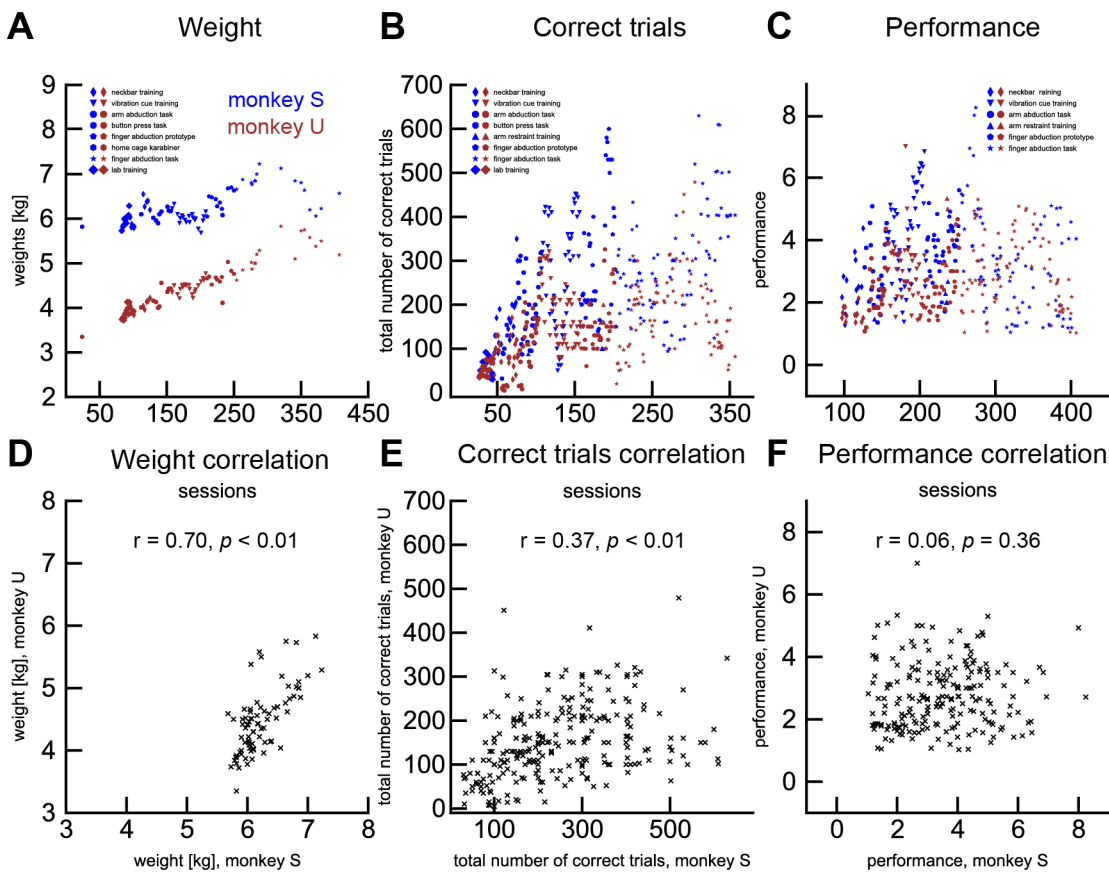 A
Weight
weights [kg]
9
8
7
6
5
4
3
2
neckbar training
vibration cue training
arm abduction task
button press task
finger abduction prototype
home cage karabiner
finger abduction task
lab training
monkey S
monkey U
50
150
250
350
450
sessions
B
Correct trials
total number of correct trials
700
600
500
400
300
200
100
0
neckbar training
vibration cue training
arm abduction task
button press task
arm restraint training
finger abduction prototype
finger abduction task
lab training
50
150
250
350
sessions
C
Performance
performance
8
6
4
2
0
neckbar raining
vibration cue training
arm abduction task
arm restraint training
finger abduction prototype
finger abduction task
100
200
300
400
sessions
D
Weight correlation
r = 0.70, p < 0.01
weight [kg], monkey U
8
7
6
5
4
3
3
4
5
6
7
8
weight [kg], monkey S
E
Correct trials correlation
r = 0.37, p < 0.01
total number of correct trials, monkey U
700
600
500
400
300
200
100
0
100
300
500
total number of correct trials, monkey S
F
Performance correlation
r = 0.06, p = 0.36
performance, monkey U
8
6
4
2
0
0
2
4
6
8
performance, monkey S